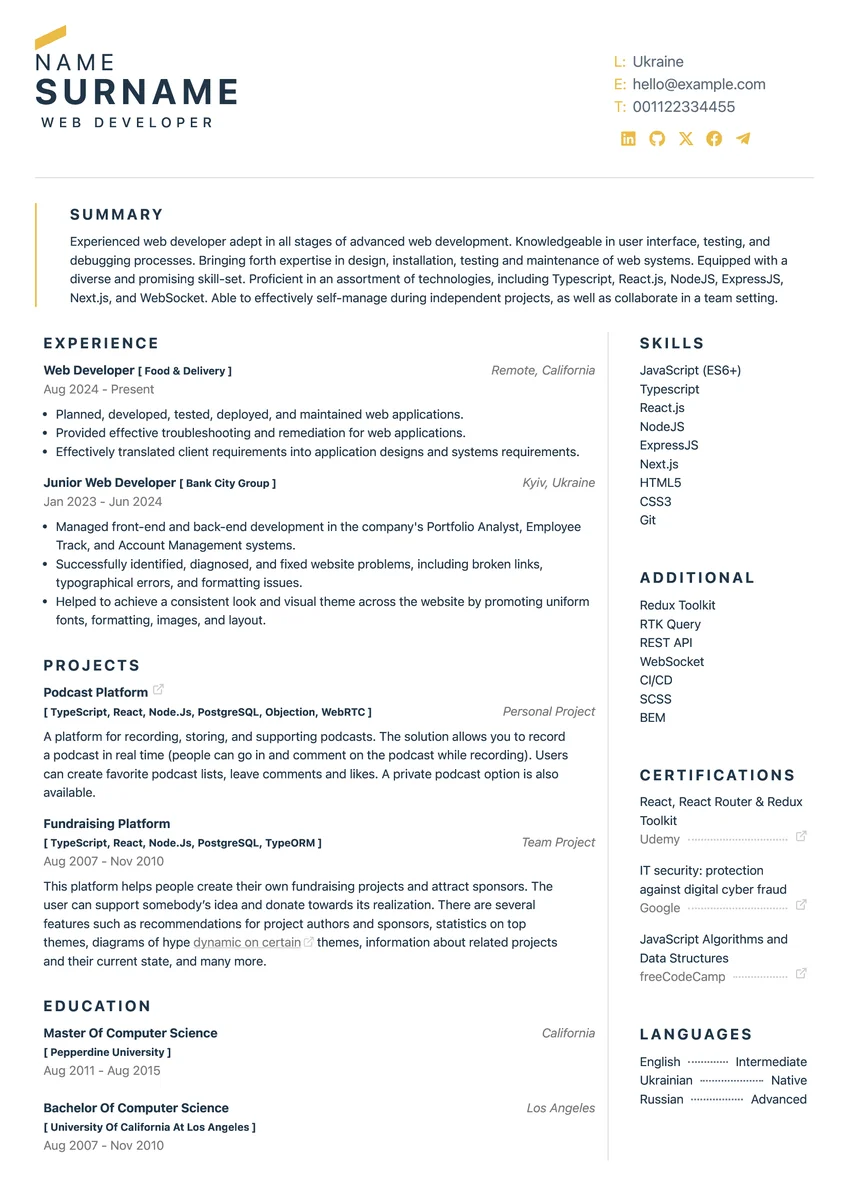 NAME
SURNAME
WEB DEVELOPER
L: Ukraine
E: hello@example.com
T: 001122334455
SUMMARY
Experienced web developer adept in all stages of advanced web development. Knowledgeable in user interface, testing, and
debugging processes. Bringing forth expertise in design, installation, testing and maintenance of web systems. Equipped with a
diverse and promising skill-set. Proficient in an assortment of technologies, including Typescript, React.js, NodeJS, ExpressJS,
Next.js, and WebSocket. Able to effectively self-manage during independent projects, as well as collaborate in a team setting.
EXPERIENCE
Web Developer [ Food & Delivery ] Remote, California
Aug 2024 - Present
• Planned, developed, tested, deployed, and maintained web applications.
• Provided effective troubleshooting and remediation for web applications.
• Effectively translated client requirements into application designs and systems requirements.
Junior Web Developer [ Bank City Group ] Kyiv, Ukraine
Jan 2023 - Jun 2024
• Managed front-end and back-end development in the company's Portfolio Analyst, Employee
Track, and Account Management systems.
• Successfully identified, diagnosed, and fixed website problems, including broken links,
typographical errors, and formatting issues.
• Helped to achieve a consistent look and visual theme across the website by promoting uniform
fonts, formatting, images, and layout.
PROJECTS
Podcast Platform
[ TypeScript, React, Node.Js, PostgreSQL, Objection, WebRTC ] Personal Project
A platform for recording, storing, and supporting podcasts. The solution allows you to record
a podcast in real time (people can go in and comment on the podcast while recording). Users
can create favorite podcast lists, leave comments and likes. A private podcast option is also
available.
Fundraising Platform
[ TypeScript, React, Node.Js, PostgreSQL, TypeORM ] Team Project
Aug 2007 - Nov 2010
This platform helps people create their own fundraising projects and attract sponsors. The
user can support somebody's idea and donate towards its realization. There are several
features such as recommendations for project authors and sponsors, statistics on top
themes, diagrams of hype dynamic on certain themes, information about related projects
and their current state, and many more.
EDUCATION
Master Of Computer Science California
[ Pepperdine University ]
Aug 2011 - Aug 2015
Bachelor Of Computer Science Los Angeles
[ University Of California At Los Angeles ]
Aug 2007 - Nov 2010
SKILLS
JavaScript (ES6+)
Typescript
React.js
NodeJS
ExpressJS
Next.js
HTML5
CSS3
Git
ADDITIONAL
Redux Toolkit
RTK Query
REST API
WebSocket
CI/CD
SCSS
BEM
CERTIFICATIONS
React, React Router & Redux
Toolkit
Udemy
IT security: protection
against digital cyber fraud
Google
JavaScript Algorithms and
Data Structures
freeCodeCamp
LANGUAGES
English Intermediate
Ukrainian Native
Russian Advanced